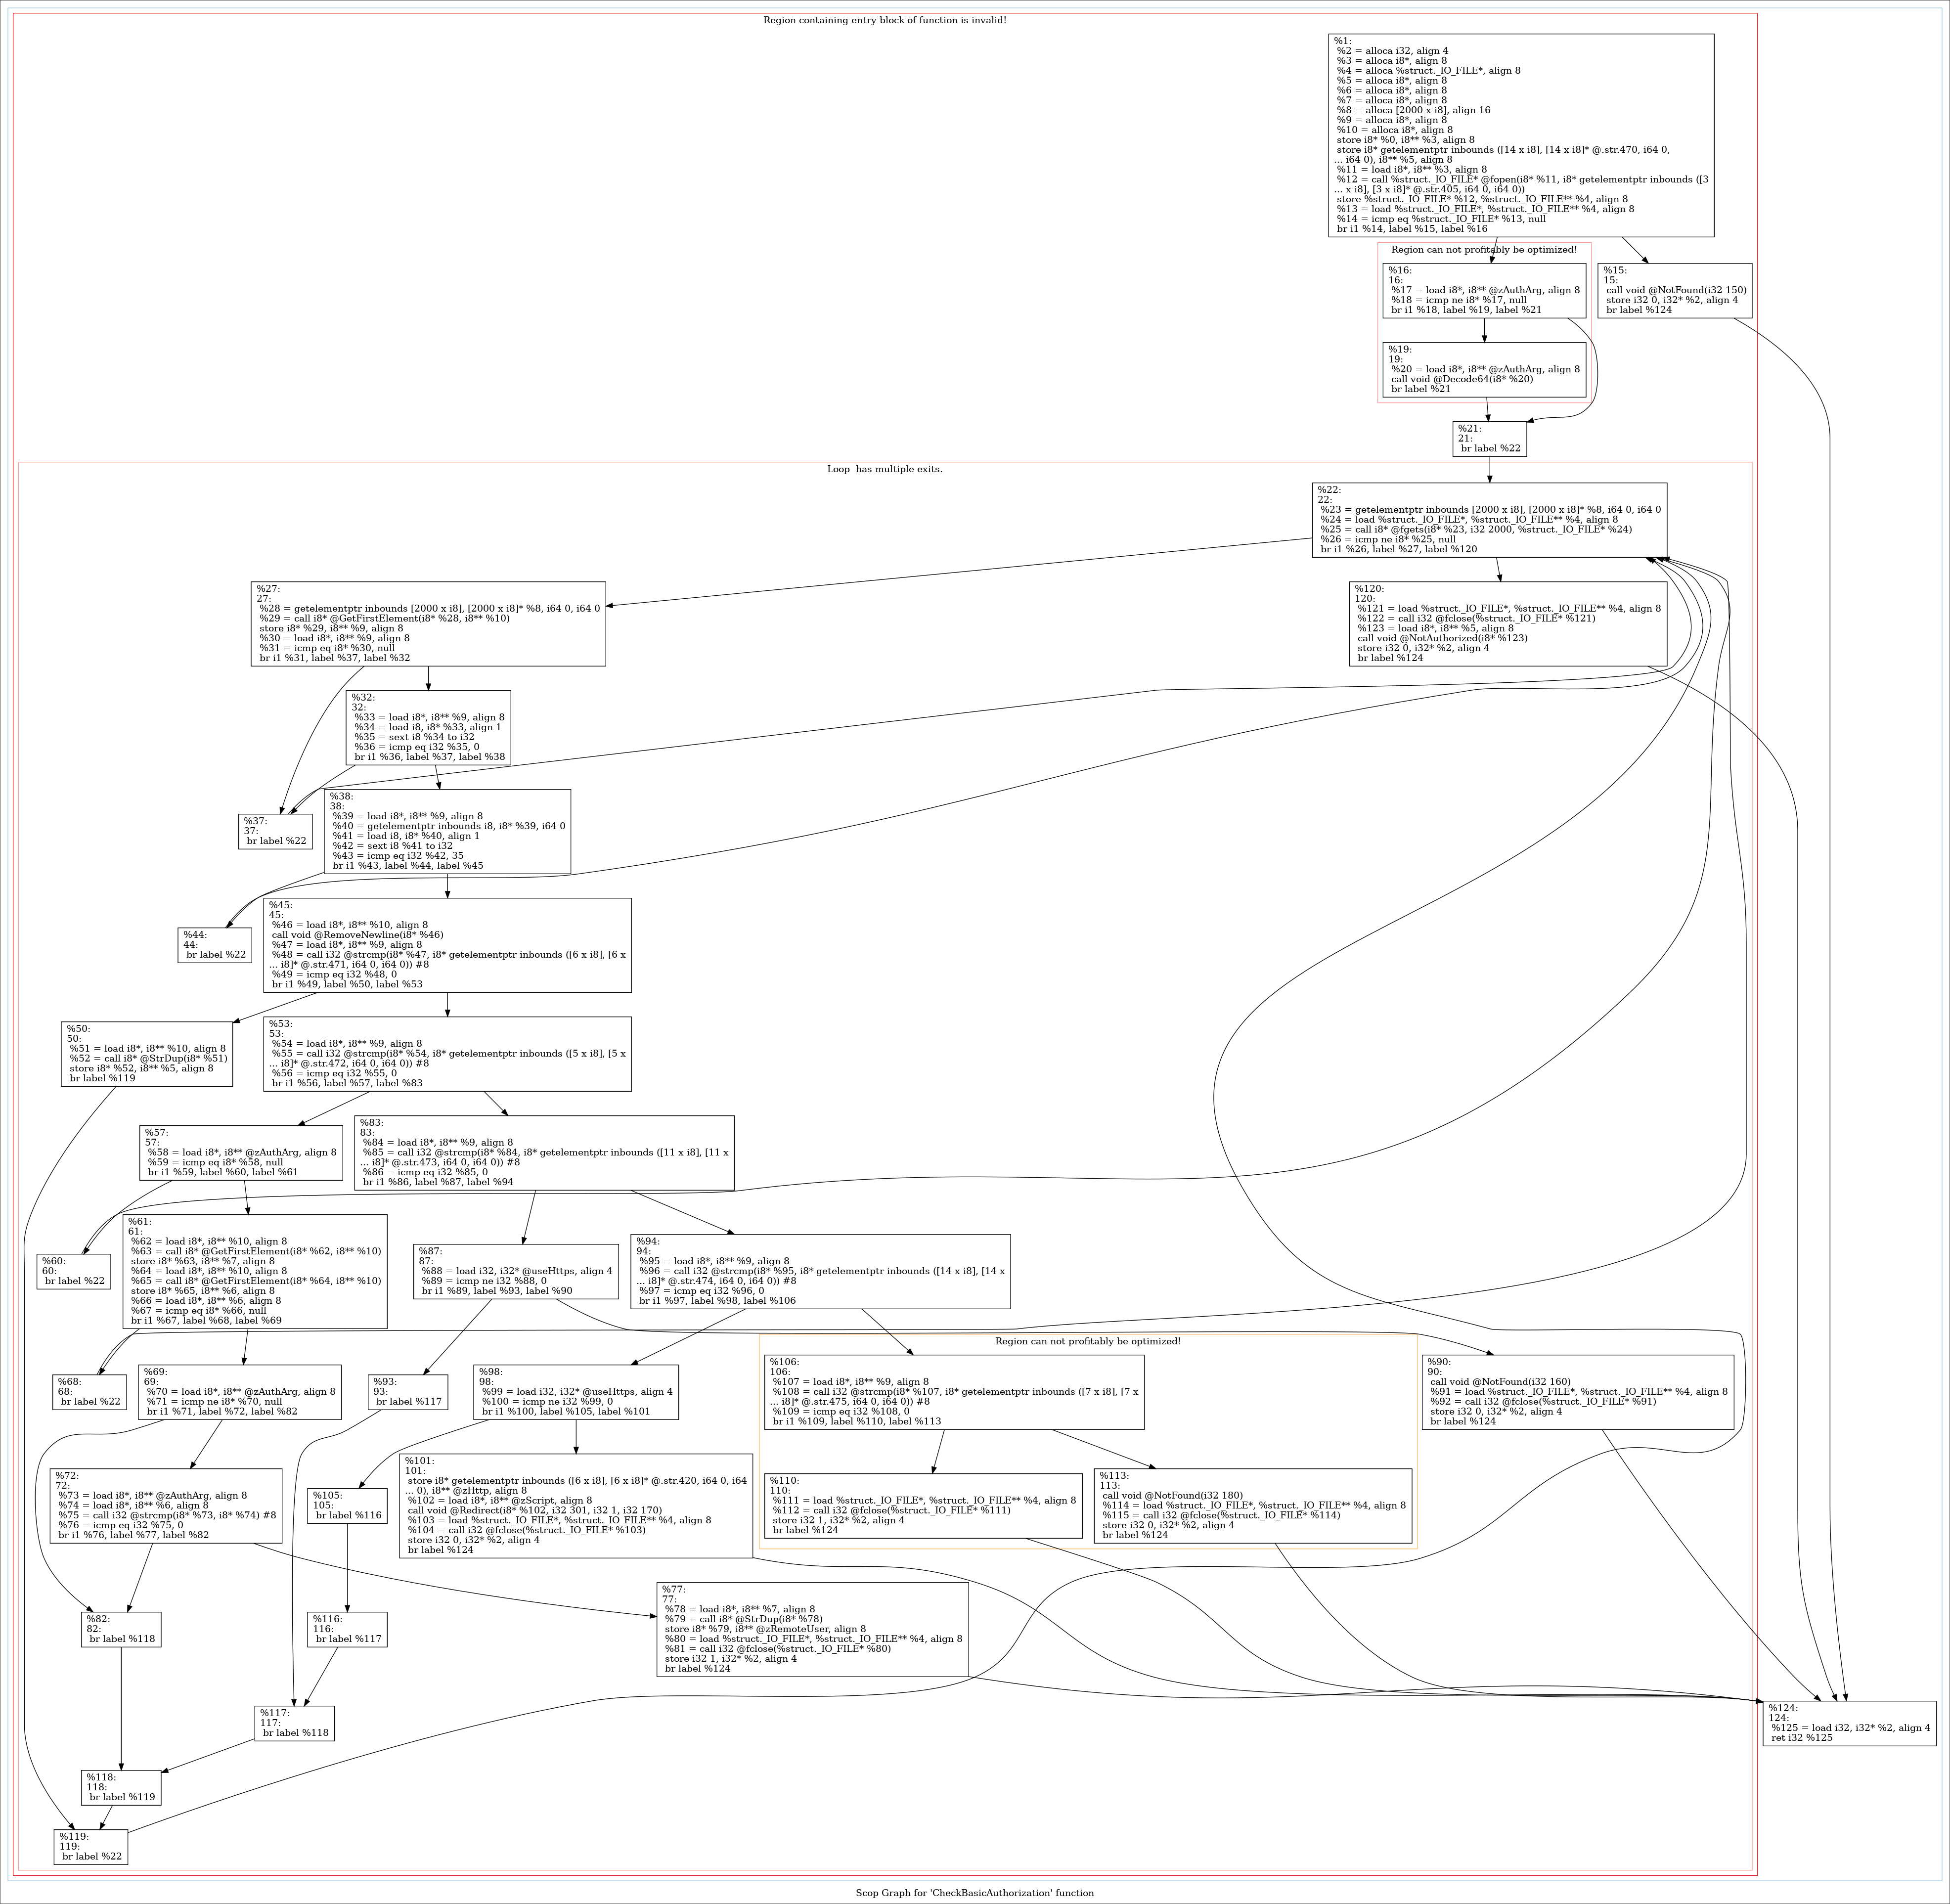 Region containing entry block of function is invalid!
%1:
%2 = alloca i32, align 4
%3 = alloca i8*, align 8
%4 = alloca %struct._IO_FILE*, align 8
%5 = alloca i8*, align 8
%6 = alloca i8*, align 8
%7 = alloca i8*, align 8
%8 = alloca [2000 x i8], align 16
%9 = alloca i8*, align 8
%10 = alloca i8*, align 8
store i8* %0, i8** %3, align 8
store i8* getelementptr inbounds ([14 x i8], [14 x i8]* @.str.470, i64 0,
... i64 0), i8** %5, align 8
%11 = load i8*, i8** %3, align 8
%12 = call %struct._IO_FILE* @fopen(i8* %11, i8* getelementptr inbounds ([3
... x i8], [3 x i8]* @.str.405, i64 0, i64 0))
store %struct._IO_FILE* %12, %struct._IO_FILE** %4, align 8
%13 = load %struct._IO_FILE*, %struct._IO_FILE** %4, align 8
%14 = icmp eq %struct._IO_FILE* %13, null
br i1 %14, label %15, label %16
Region can not profitably be optimized!
%16:
16:
%17 = load i8*, i8** @zAuthArg, align 8
%18 = icmp ne i8* %17, null
br i1 %18, label %19, label %21
%15:
15:
call void @NotFound(i32 150)
store i32 0, i32* %2, align 4
br label %124
%19:
19:
%20 = load i8*, i8** @zAuthArg, align 8
call void @Decode64(i8* %20)
br label %21
%21:
21:
br label %22
Loop  has multiple exits.
%22:
22:
%23 = getelementptr inbounds [2000 x i8], [2000 x i8]* %8, i64 0, i64 0
%24 = load %struct._IO_FILE*, %struct._IO_FILE** %4, align 8
%25 = call i8* @fgets(i8* %23, i32 2000, %struct._IO_FILE* %24)
%26 = icmp ne i8* %25, null
br i1 %26, label %27, label %120
%27:
27:
%28 = getelementptr inbounds [2000 x i8], [2000 x i8]* %8, i64 0, i64 0
%29 = call i8* @GetFirstElement(i8* %28, i8** %10)
store i8* %29, i8** %9, align 8
%30 = load i8*, i8** %9, align 8
%31 = icmp eq i8* %30, null
br i1 %31, label %37, label %32
%120:
120:
%121 = load %struct._IO_FILE*, %struct._IO_FILE** %4, align 8
%122 = call i32 @fclose(%struct._IO_FILE* %121)
%123 = load i8*, i8** %5, align 8
call void @NotAuthorized(i8* %123)
store i32 0, i32* %2, align 4
br label %124
%32:
32:
%33 = load i8*, i8** %9, align 8
%34 = load i8, i8* %33, align 1
%35 = sext i8 %34 to i32
%36 = icmp eq i32 %35, 0
br i1 %36, label %37, label %38
%37:
37:
br label %22
%38:
38:
%39 = load i8*, i8** %9, align 8
%40 = getelementptr inbounds i8, i8* %39, i64 0
%41 = load i8, i8* %40, align 1
%42 = sext i8 %41 to i32
%43 = icmp eq i32 %42, 35
br i1 %43, label %44, label %45
%44:
44:
br label %22
%45:
45:
%46 = load i8*, i8** %10, align 8
call void @RemoveNewline(i8* %46)
%47 = load i8*, i8** %9, align 8
%48 = call i32 @strcmp(i8* %47, i8* getelementptr inbounds ([6 x i8], [6 x
... i8]* @.str.471, i64 0, i64 0)) #8
%49 = icmp eq i32 %48, 0
br i1 %49, label %50, label %53
%50:
50:
%51 = load i8*, i8** %10, align 8
%52 = call i8* @StrDup(i8* %51)
store i8* %52, i8** %5, align 8
br label %119
%53:
53:
%54 = load i8*, i8** %9, align 8
%55 = call i32 @strcmp(i8* %54, i8* getelementptr inbounds ([5 x i8], [5 x
... i8]* @.str.472, i64 0, i64 0)) #8
%56 = icmp eq i32 %55, 0
br i1 %56, label %57, label %83
%57:
57:
%58 = load i8*, i8** @zAuthArg, align 8
%59 = icmp eq i8* %58, null
br i1 %59, label %60, label %61
%83:
83:
%84 = load i8*, i8** %9, align 8
%85 = call i32 @strcmp(i8* %84, i8* getelementptr inbounds ([11 x i8], [11 x
... i8]* @.str.473, i64 0, i64 0)) #8
%86 = icmp eq i32 %85, 0
br i1 %86, label %87, label %94
%60:
60:
br label %22
%61:
61:
%62 = load i8*, i8** %10, align 8
%63 = call i8* @GetFirstElement(i8* %62, i8** %10)
store i8* %63, i8** %7, align 8
%64 = load i8*, i8** %10, align 8
%65 = call i8* @GetFirstElement(i8* %64, i8** %10)
store i8* %65, i8** %6, align 8
%66 = load i8*, i8** %6, align 8
%67 = icmp eq i8* %66, null
br i1 %67, label %68, label %69
%87:
87:
%88 = load i32, i32* @useHttps, align 4
%89 = icmp ne i32 %88, 0
br i1 %89, label %93, label %90
%94:
94:
%95 = load i8*, i8** %9, align 8
%96 = call i32 @strcmp(i8* %95, i8* getelementptr inbounds ([14 x i8], [14 x
... i8]* @.str.474, i64 0, i64 0)) #8
%97 = icmp eq i32 %96, 0
br i1 %97, label %98, label %106
%68:
68:
br label %22
%69:
69:
%70 = load i8*, i8** @zAuthArg, align 8
%71 = icmp ne i8* %70, null
br i1 %71, label %72, label %82
%93:
93:
br label %117
%98:
98:
%99 = load i32, i32* @useHttps, align 4
%100 = icmp ne i32 %99, 0
br i1 %100, label %105, label %101
Region can not profitably be optimized!
%106:
106:
%107 = load i8*, i8** %9, align 8
%108 = call i32 @strcmp(i8* %107, i8* getelementptr inbounds ([7 x i8], [7 x
... i8]* @.str.475, i64 0, i64 0)) #8
%109 = icmp eq i32 %108, 0
br i1 %109, label %110, label %113
%90:
90:
call void @NotFound(i32 160)
%91 = load %struct._IO_FILE*, %struct._IO_FILE** %4, align 8
%92 = call i32 @fclose(%struct._IO_FILE* %91)
store i32 0, i32* %2, align 4
br label %124
%72:
72:
%73 = load i8*, i8** @zAuthArg, align 8
%74 = load i8*, i8** %6, align 8
%75 = call i32 @strcmp(i8* %73, i8* %74) #8
%76 = icmp eq i32 %75, 0
br i1 %76, label %77, label %82
%105:
105:
br label %116
%101:
101:
store i8* getelementptr inbounds ([6 x i8], [6 x i8]* @.str.420, i64 0, i64
... 0), i8** @zHttp, align 8
%102 = load i8*, i8** @zScript, align 8
call void @Redirect(i8* %102, i32 301, i32 1, i32 170)
%103 = load %struct._IO_FILE*, %struct._IO_FILE** %4, align 8
%104 = call i32 @fclose(%struct._IO_FILE* %103)
store i32 0, i32* %2, align 4
br label %124
%110:
110:
%111 = load %struct._IO_FILE*, %struct._IO_FILE** %4, align 8
%112 = call i32 @fclose(%struct._IO_FILE* %111)
store i32 1, i32* %2, align 4
br label %124
%113:
113:
call void @NotFound(i32 180)
%114 = load %struct._IO_FILE*, %struct._IO_FILE** %4, align 8
%115 = call i32 @fclose(%struct._IO_FILE* %114)
store i32 0, i32* %2, align 4
br label %124
%82:
82:
br label %118
%116:
116:
br label %117
%77:
77:
%78 = load i8*, i8** %7, align 8
%79 = call i8* @StrDup(i8* %78)
store i8* %79, i8** @zRemoteUser, align 8
%80 = load %struct._IO_FILE*, %struct._IO_FILE** %4, align 8
%81 = call i32 @fclose(%struct._IO_FILE* %80)
store i32 1, i32* %2, align 4
br label %124
%117:
117:
br label %118
%124:
124:
%125 = load i32, i32* %2, align 4
ret i32 %125
%118:
118:
br label %119
%119:
119:
br label %22
Scop Graph for 'CheckBasicAuthorization' function